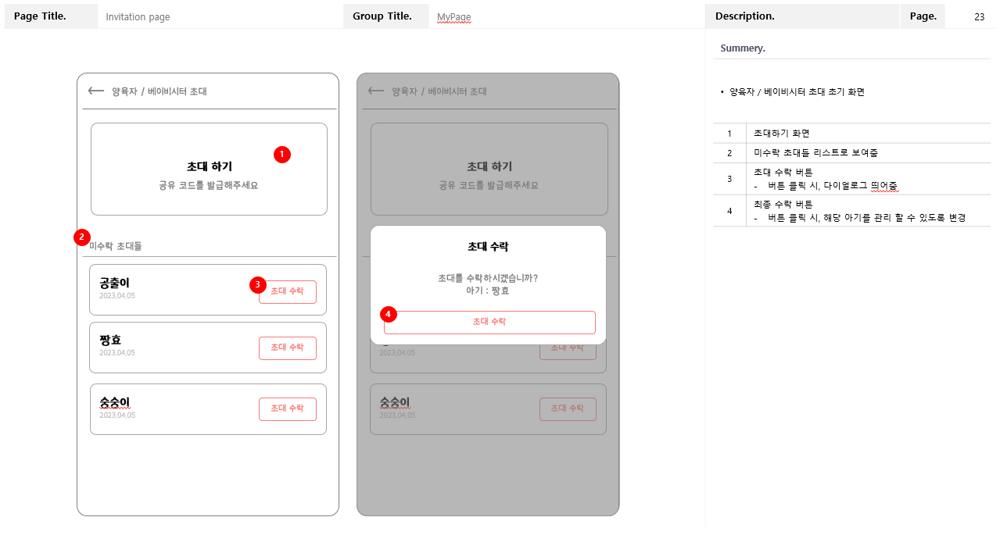 Page Title.
Invitation page
Group Title.
MyPage
Description.
Page.
23
Summery.
양육자 / 베이비시터 초대
1
초대 하기
공유 코드를 발급해주세요
2
미수락 초대들
공출이
2023.04.05
3
초대 수락
짱효
2023.04.05
초대 수락
숭숭이
2023.04.05
초대 수락
양육자 / 베이비시터 초대
초대 하기
공유 코드를 발급해주세요
초대 수락
초대를 수락하시겠습니까?
아기 : 짱효
4
초대 수락
2023.04.05
초대 수락
숭숭이
2023.04.05
초대 수락
• 양육자 / 베이비시터 초대 초기 화면
1 초대하기 화면
2 미수락 초대들 리스트로 보여줌
3 초대 수락 버튼
- 버튼 클릭 시, 다이얼로그 띄어줌
4 최종 수락 버튼
- 버튼 클릭 시, 해당 아기를 관리 할 수 있도록 변경